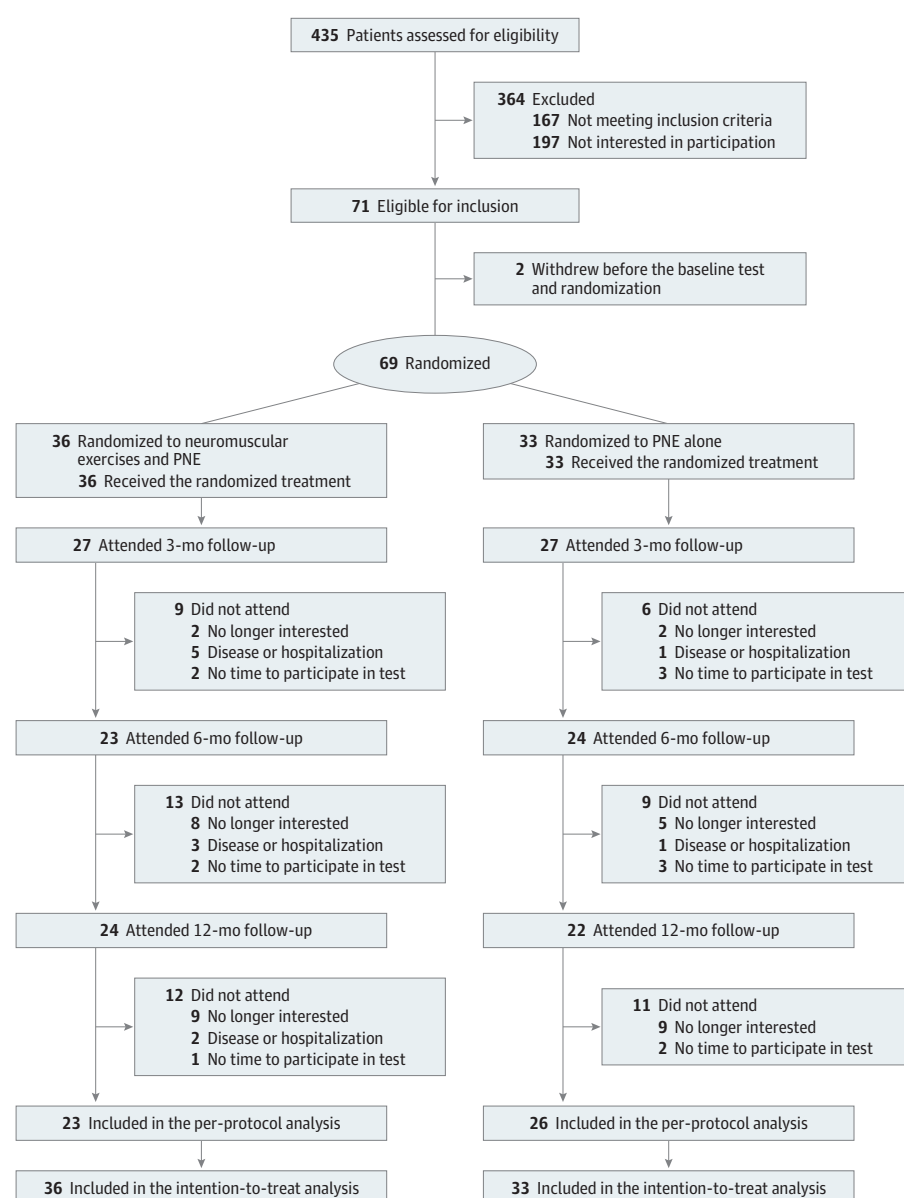 435 Patients assessed for eligibility
364 Excluded
167 Not meeting inclusion criteria
197 Not interested in participation
71 Eligible for inclusion
2 Withdrew before the baseline test
and randomization
69 Randomized
36 Randomized to neuromuscular
exercises and PNE
36 Received the randomized treatment
33 Randomized to PNE alone
33 Received the randomized treatment
27 Attended 3-mo follow-up
27 Attended 3-mo follow-up
9 Did not attend
2 No longer interested
5 Disease or hospitalization
2 No time to participate in test
6 Did not attend
2 No longer interested
1 Disease or hospitalization
3 No time to participate in test
23 Attended 6-mo follow-up
24 Attended 6-mo follow-up
13 Did not attend
8 No longer interested
3 Disease or hospitalization
2 No time to participate in test
9 Did not attend
5 No longer interested
1 Disease or hospitalization
3 No time to participate in test
24 Attended 12-mo follow-up
22 Attended 12-mo follow-up
12 Did not attend
9 No longer interested
2 Disease or hospitalization
1 No time to participate in test
11 Did not attend
9 No longer interested
2 No time to participate in test
23 Included in the per-protocol analysis
26 Included in the per-protocol analysis
36 Included in the intention-to-treat analysis
33 Included in the intention-to-treat analysis